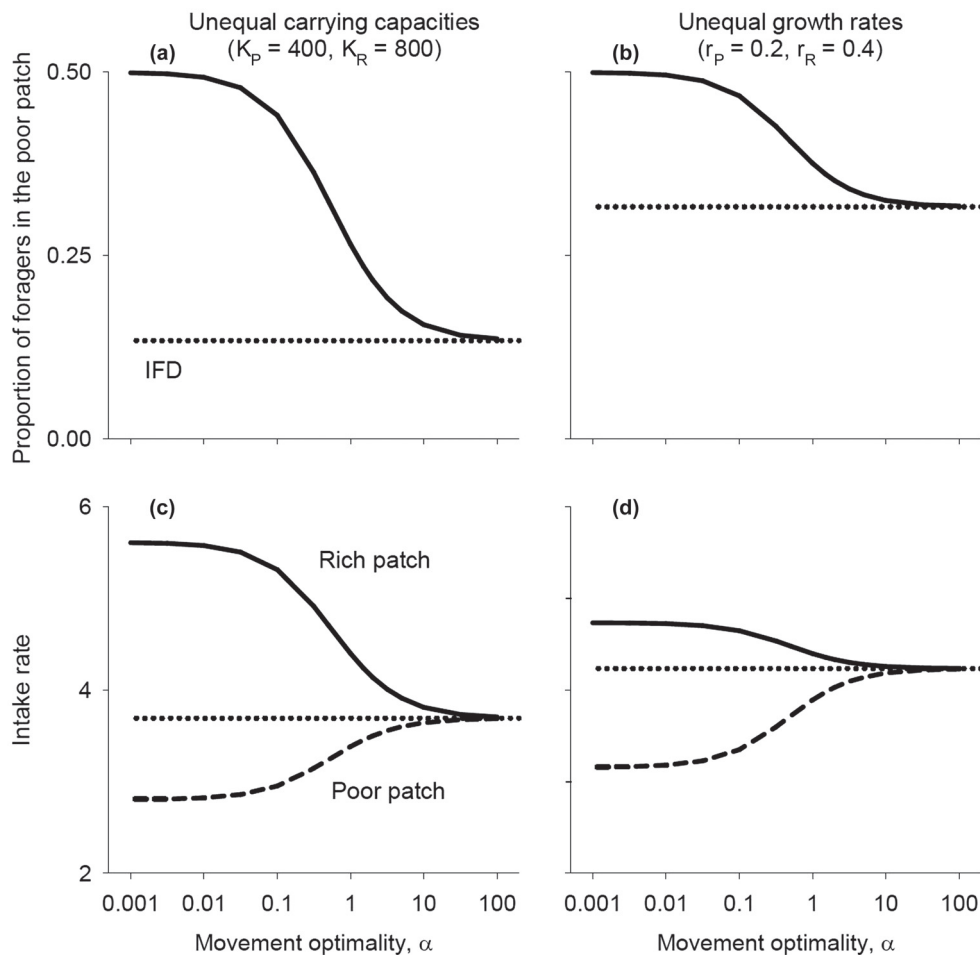 Unequal carrying capacities
(K_P = 400, K_R = 800)
Unequal growth rates
(r_P = 0.2, r_R = 0.4)
(a)
(b)
Proportion of foragers in the poor patch
0.50
0.25
0.00
IFD
(c)
(d)
Intake rate
6
4
2
Rich patch
Poor patch
0.001 0.01 0.1 1 10 100
0.001 0.01 0.1 1 10 100
Movement optimality, α
Movement optimality, α